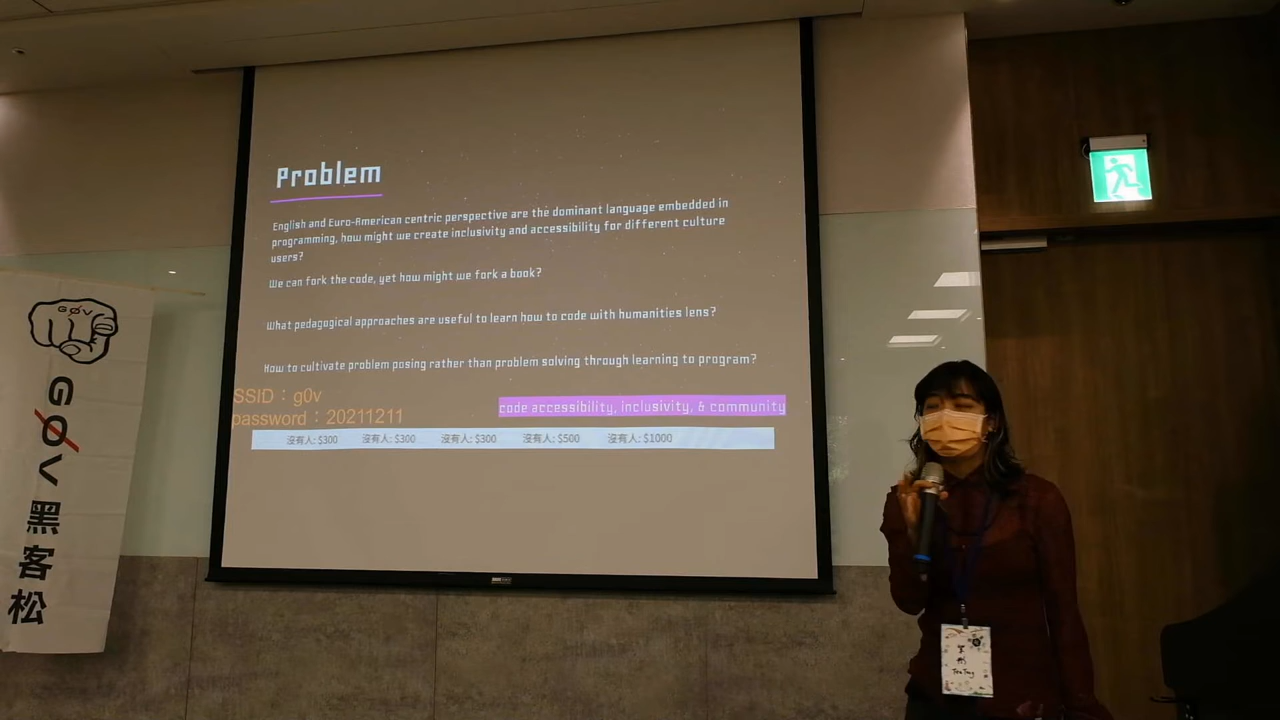 Problem
English and Euro-American centric perspective are the dominant language embedded in
programming, how might we create inclusivity and accessibility for different culture
users?
We can fork the code, yet how might we fork a book?
What pedagogical approaches are useful to learn how to code with humanities lens?
How to cultivate problem posing rather than problem solving through learning to program?
SSID：g0v
password：20211211
code accessibility, inclusivity, & community
沒有人: $300 沒有人: $300 沒有人: $300 沒有人: $500 沒有人: $1000
G0V
G0V黑客松